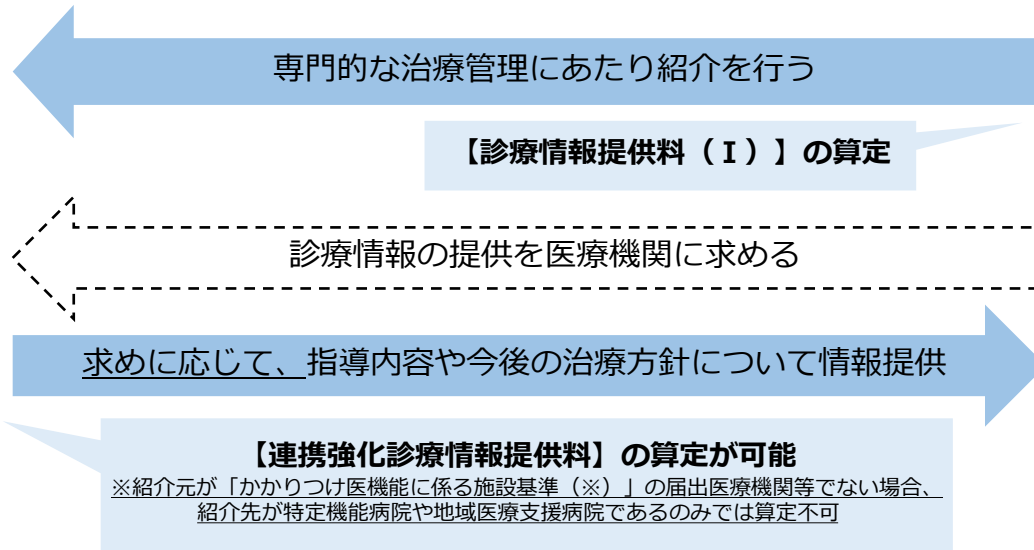 専門的な治療管理にあたり紹介を行う
【診療情報提供料（Ⅰ）】の算定
診療情報の提供を医療機関に求める
求めに応じて、指導内容や今後の治療方針について情報提供
【連携強化診療情報提供料】の算定が可能
※紹介元が「かかりつけ医機能に係る施設基準（※）」の届出医療機関等でない場合、
紹介先が特定機能病院や地域医療支援病院であるのみでは算定不可